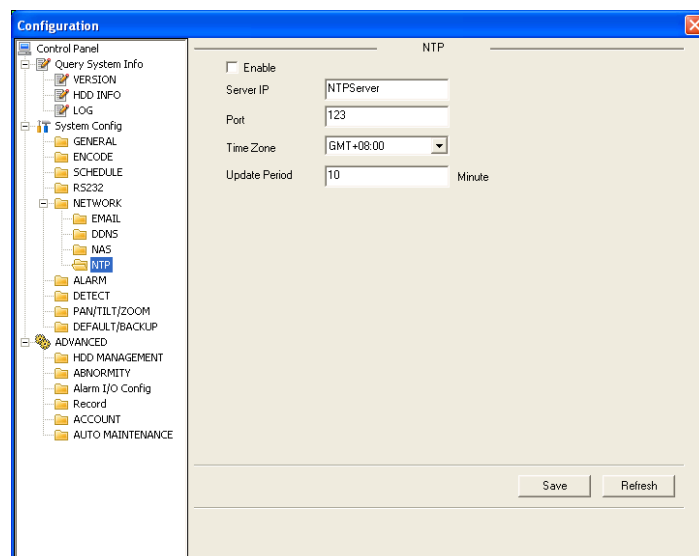 Configuration
Control Panel
Query System Info
VERSION
HDD INFO
LOG
System Config
GENERAL
ENCODE
SCHEDULE
RS232
NETWORK
EMAIL
DDNS
NAS
NTP
ALARM
DETECT
PAN/TILT/ZOOM
DEFAULT/BACKUP
ADVANCED
HDD MANAGEMENT
ABNORMITY
Alarm I/O Config
Record
ACCOUNT
AUTO MAINTENANCE
NTP
Enable
Server IP NTPServer
Port 123
Time Zone GMT+08:00
Update Period 10 Minute
Save Refresh